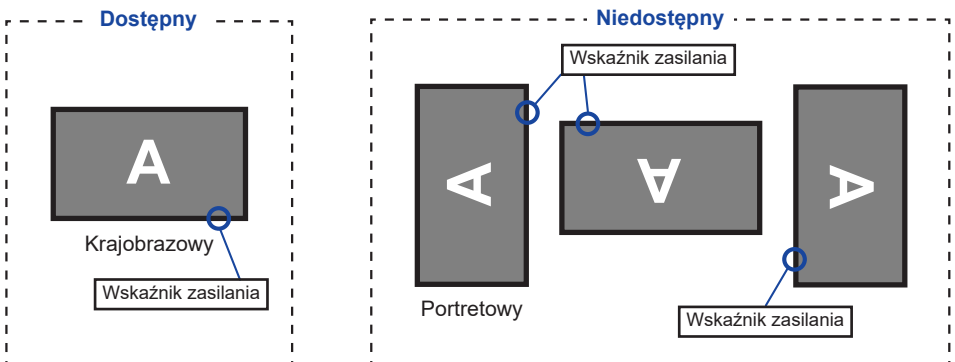 Dostępny
A
Krajobrazowy
Wskaźnik zasilania
Niedostępny
Wskaźnik zasilania
A
A
A
Portretowy
Wskaźnik zasilania